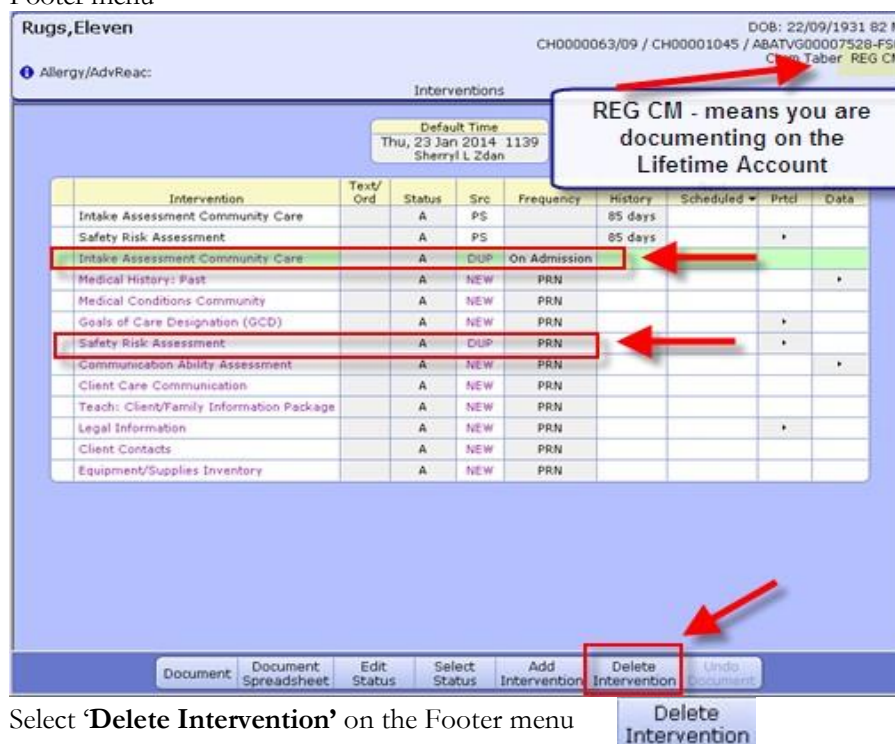 Footer menu
Rugs,Eleven
DOB: 22/09/1931 82
CH0000063/09 / CH00001045 / ABATVG00007528-FS
Taber REG CM
Allergy/AdvReac:
Interventions
REG CM - means you are
documenting on the
Lifetime Account
Default Time
Thu, 23 Jan 2014 1139
Sherryl L Zdan
Intervention Text/Ord Status Src Frequency History Scheduled Prtcl Data
Intake Assessment Community Care A PS 85 days
Safety Risk Assessment A PS 85 days
Intake Assessment Community Care A DUP On Admission
Medical History: Past A NEW PRN
Medical Conditions Community A NEW PRN
Goals of Care Designation (GCD) A NEW PRN
Safety Risk Assessment A DUP PRN
Communication Ability Assessment A NEW PRN
Client Care Communication A NEW PRN
Teach: Client/Family Information Package A NEW PRN
Legal Information A NEW PRN
Client Contacts A NEW PRN
Equipment/Supplies Inventory A NEW PRN
Document Document Spreadsheet Edit Status Select Status Add Intervention Delete Intervention Undo Document
Select ‘Delete Intervention’ on the Footer menu
Delete
Intervention